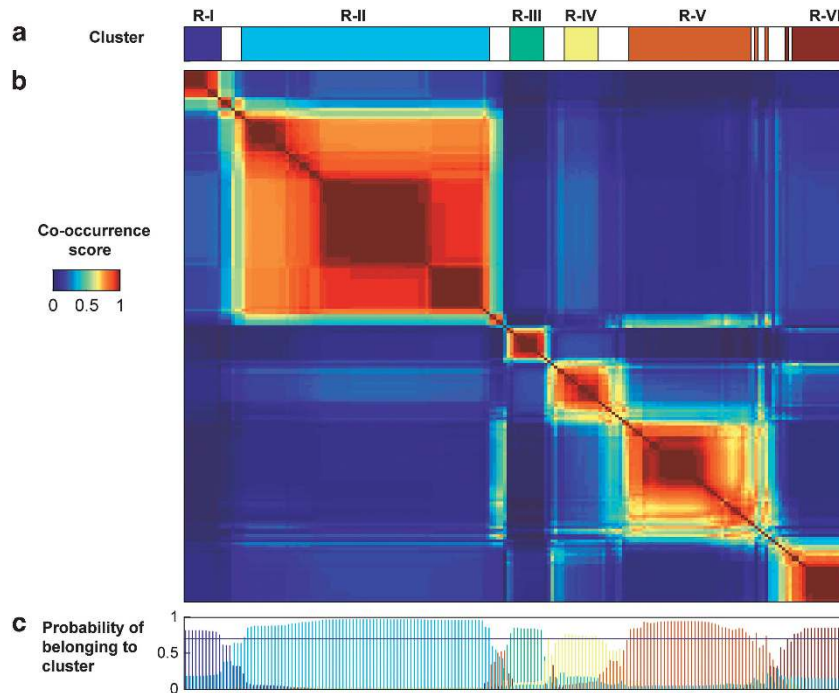 R-I R-II R-III R-IV R-V R-VI
a Cluster
b
Co-occurrence
score
0 0.5 1
c Probability of
belonging to
cluster
1
0.5
0